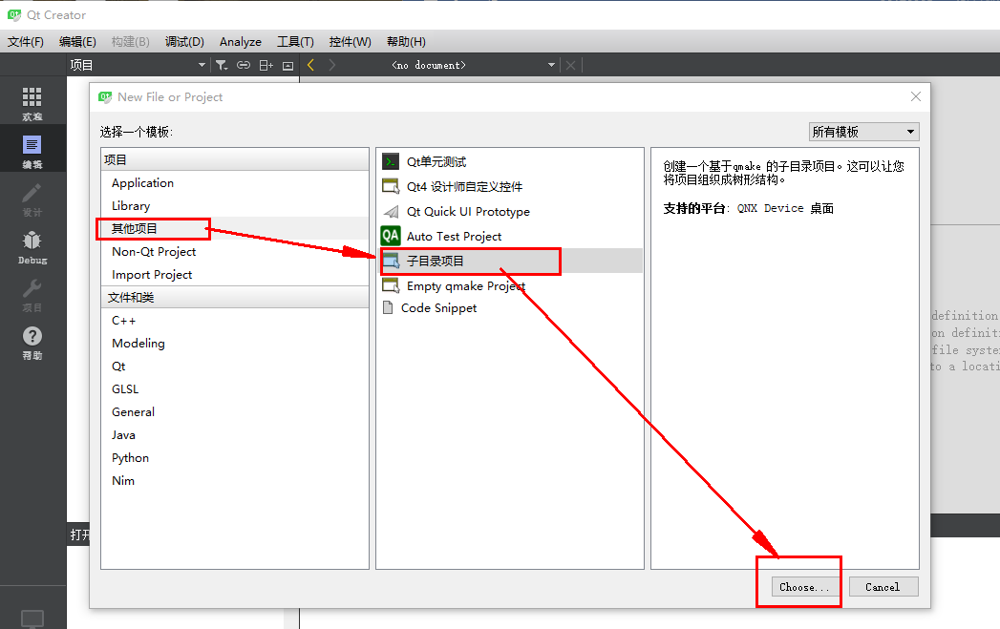 Qt Creator
文件(F) 编辑(E) 构建(B) 调试(D) Analyze 工具(T) 控件(W) 帮助(H)
项目 <no document>
欢迎
编辑
设计
Debug
项目
帮助
New File or Project
选择一个模板:
所有模板
项目
Application
Library
其他项目
Non-Qt Project
Import Project
文件和类
C++
Modeling
Qt
GLSL
General
Java
Python
Nim
Qt单元测试
Qt4 设计师自定义控件
Qt Quick UI Prototype
QA Auto Test Project
子目录项目
Empty qmake Project
Code Snippet
创建一个基于qmake 的子目录项目。这可以让您
将项目组织成树形结构。
支持的平台: QNX Device 桌面
definition
on definiti
file syste
to a locati
打开
Choose... Cancel